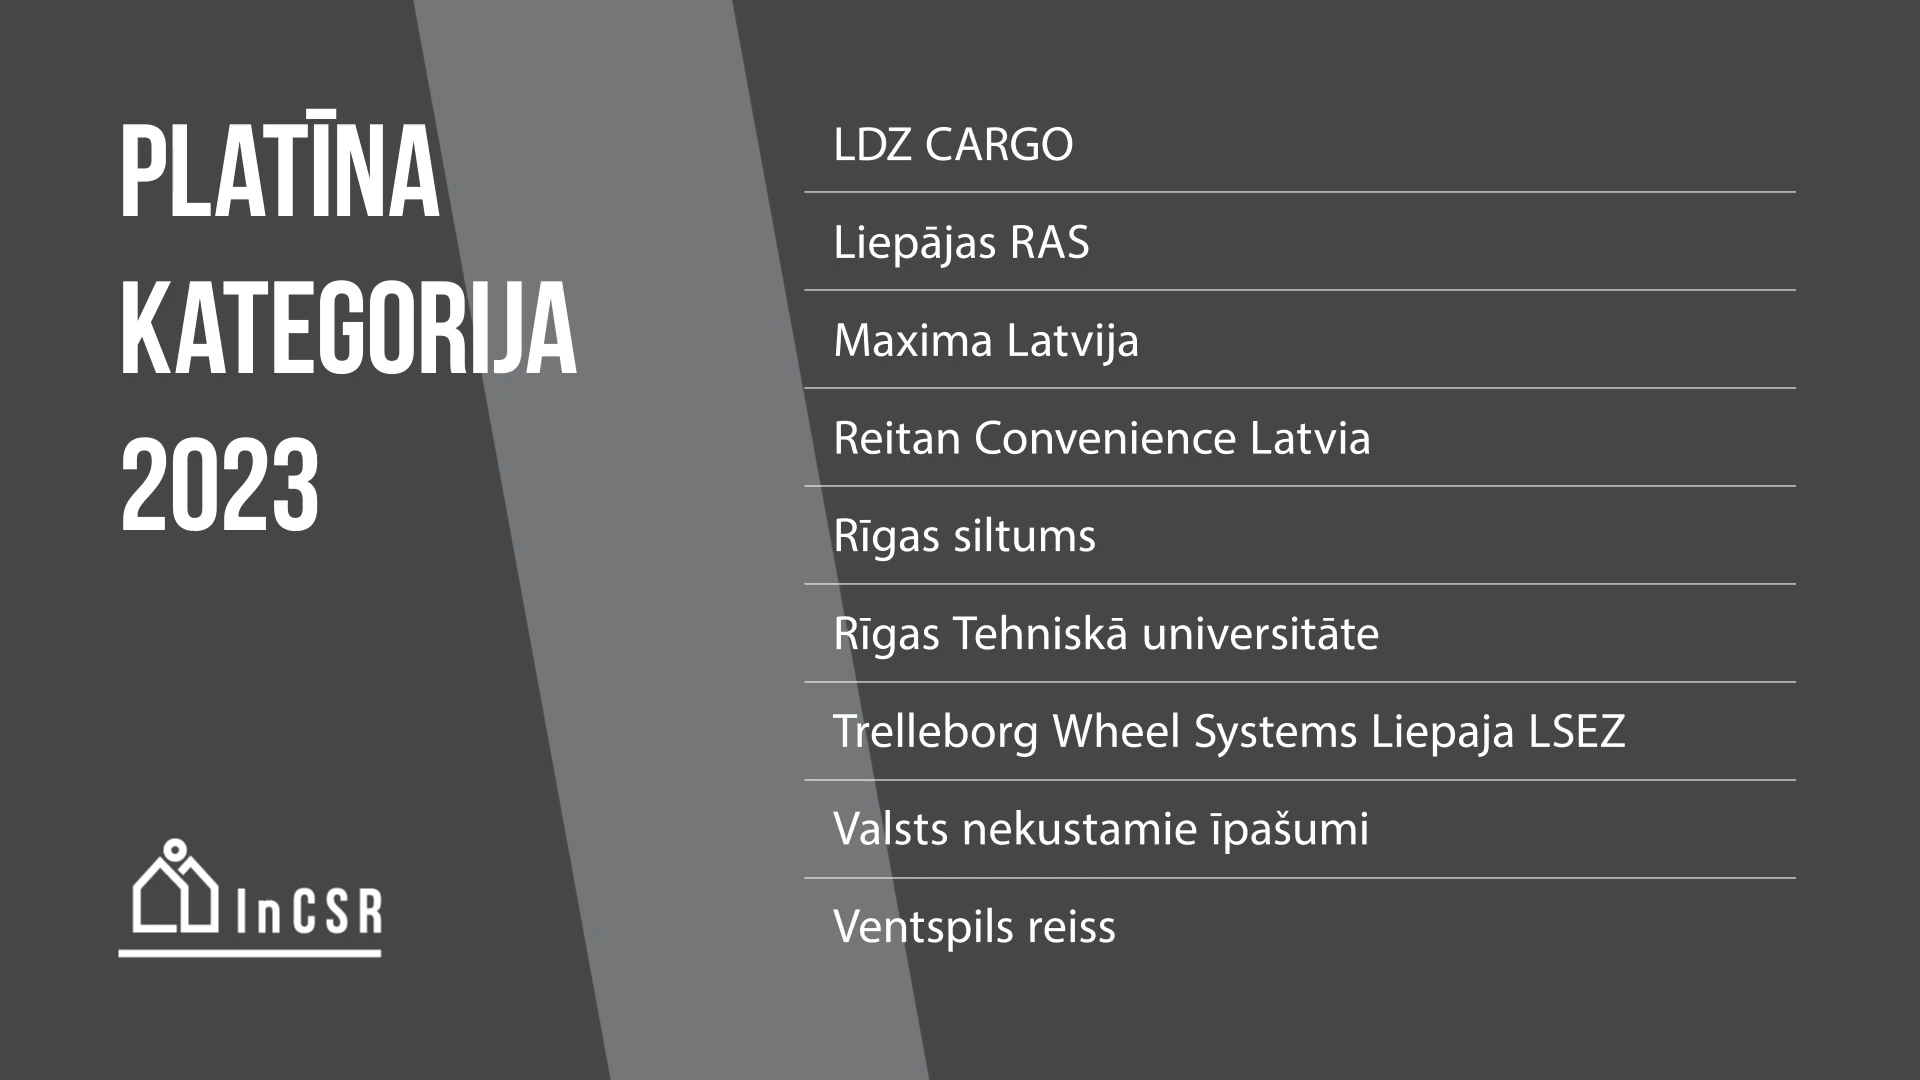 PLATĪNA
KATEGORIJA
2023
InCSR
LDZ CARGO
Liepājas RAS
Maxima Latvija
Reitan Convenience Latvia
Rīgas siltums
Rīgas Tehniskā universitāte
Trelleborg Wheel Systems Liepaja LSEZ
Valsts nekustamie īpašumi
Ventspils reiss